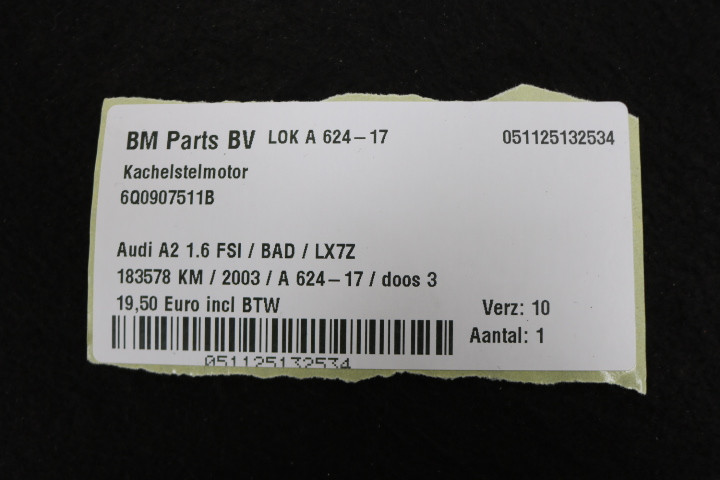 BM Parts BV LOK A 624-17 051125132534
Kachelstelmotor
6Q0907511B
Audi A2 1.6 FSI / BAD / LX7Z
183578 KM / 2003 / A 624-17 / doos 3
19,50 Euro incl BTW Verz: 10
Aantal: 1
051125132534